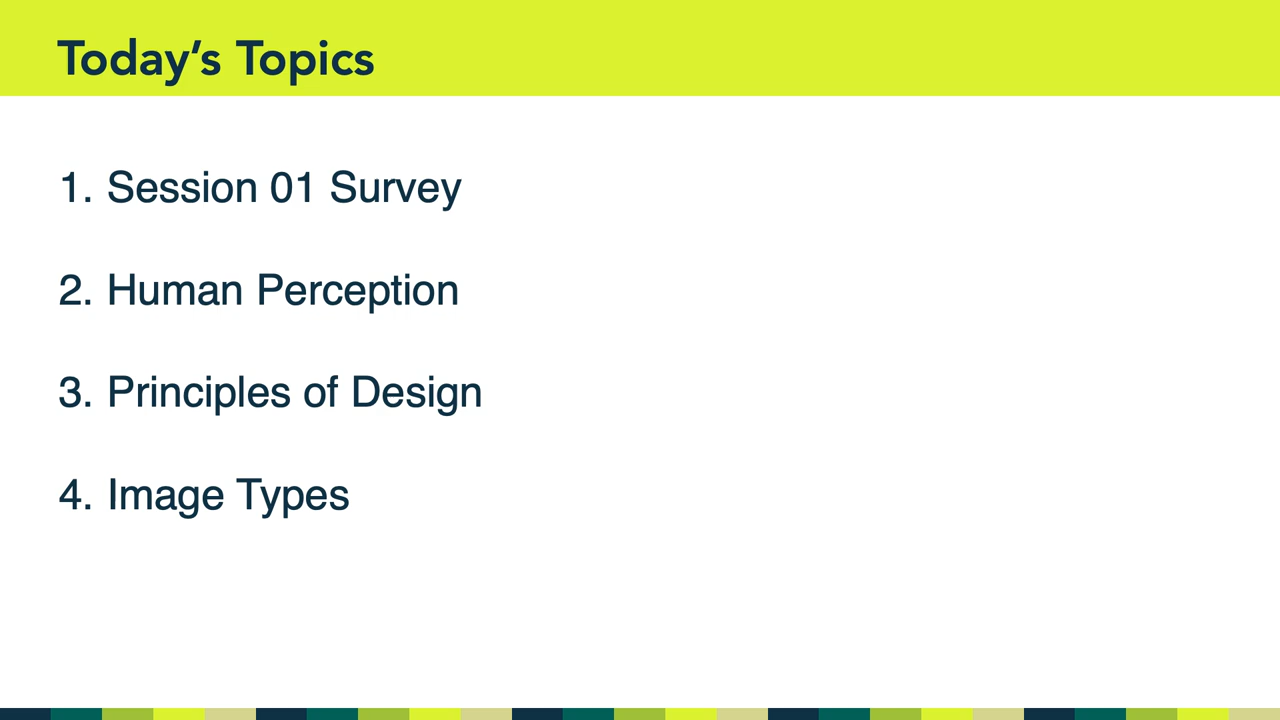 Today’s Topics
1. Session 01 Survey
2. Human Perception
3. Principles of Design
4. Image Types